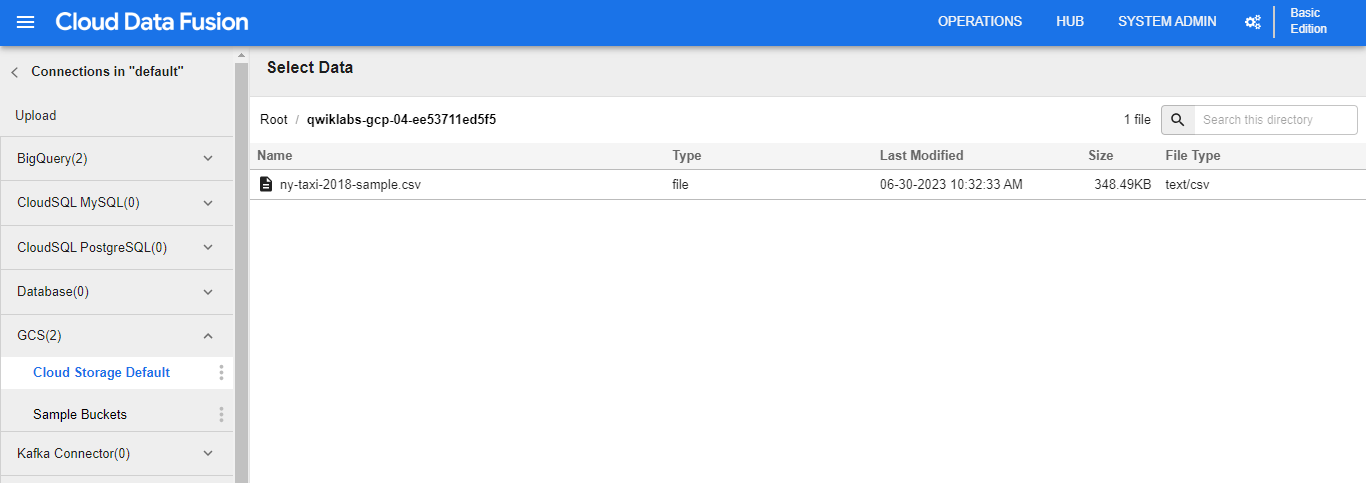 Cloud Data Fusion
OPERATIONS HUB SYSTEM ADMIN Basic
Edition
Connections in "default"
Upload
BigQuery(2)
CloudSQL MySQL(0)
CloudSQL PostgreSQL(0)
Database(0)
GCS(2)
Cloud Storage Default
Sample Buckets
Kafka Connector(0)
Select Data
Root / qwiklabs-gcp-04-ee53711ed5f5
1 file Search this directory
Name Type Last Modified Size File Type
ny-taxi-2018-sample.csv file 06-30-2023 10:32:33 AM 348.49KB text/csv